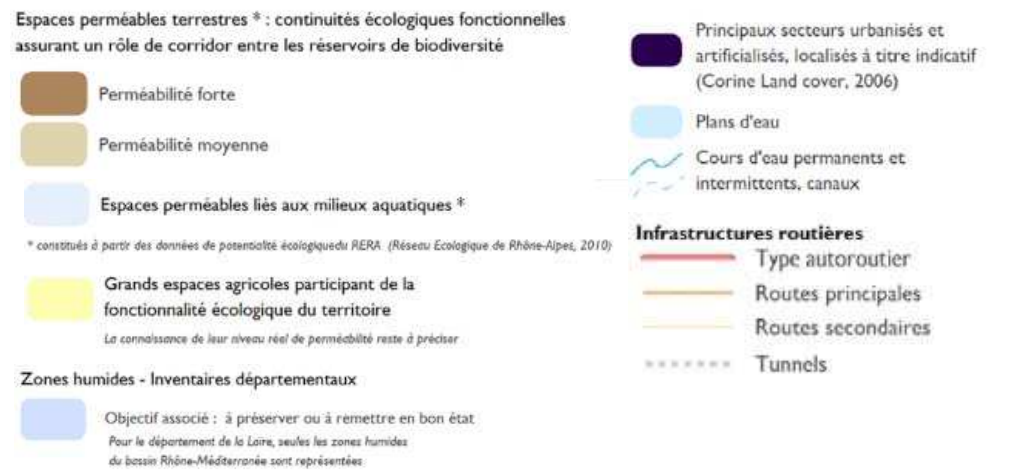 Espaces perméables terrestres * : continuités écologiques fonctionnelles
assurant un rôle de corridor entre les réservoirs de biodiversité
Perméabilité forte
Perméabilité moyenne
Espaces perméables liés aux milieux aquatiques *
* constitués à partir des données de potentialité écologiquedu RERA (Réseau Ecologique de Rhône-Alpes, 2010)
Grands espaces agricoles participant de la
fonctionnalité écologique du territoire
La connaissance de leur niveau réel de perméabilité reste à préciser
Zones humides - Inventaires départementaux
Objectif associé : à préserver ou à remettre en bon état
Pour le département de la Loire, seules les zones humides
du bassin Rhône-Méditerranée sont représentées
Principaux secteurs urbanisés et
artificialisés, localisés à titre indicatif
(Corine Land cover, 2006)
Plans d'eau
Cours d'eau permanents et
intermittents, canaux
Infrastructures routières
Type autoroutier
Routes principales
Routes secondaires
Tunnels